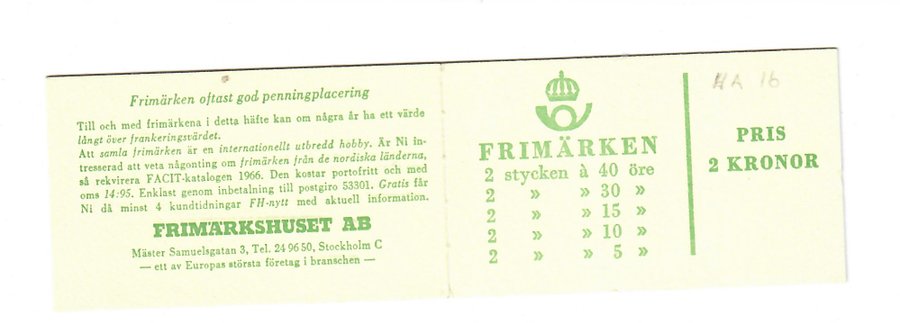 Frimärken oftast god penningplacering
Till och med frimärkena i detta häfte kan om några år ha ett värde
långt över frankeringsvärdet.
Att samla frimärken är en internationellt utbredd hobby. Är Ni in-
tresserad att veta någonting om frimärken från de nordiska länderna,
så rekvirera FACIT-katalogen 1966. Den kostar portofritt och med
oms 14:95. Enklast genom inbetalning till postgiro 53301. Gratis får
Ni då minst 4 kundtidningar FH-nytt med aktuell information.
FRIMÄRKSHUSET AB
Mäster Samuelsgatan 3, Tel. 24 96 50, Stockholm C
— ett av Europas största företag i branschen —
FRIMÄRKEN
2 stycken à 40 öre
2 » » 30 »
2 » » 15 »
2 » » 10 »
2 » » 5 »
16
PRIS
2 KRONOR